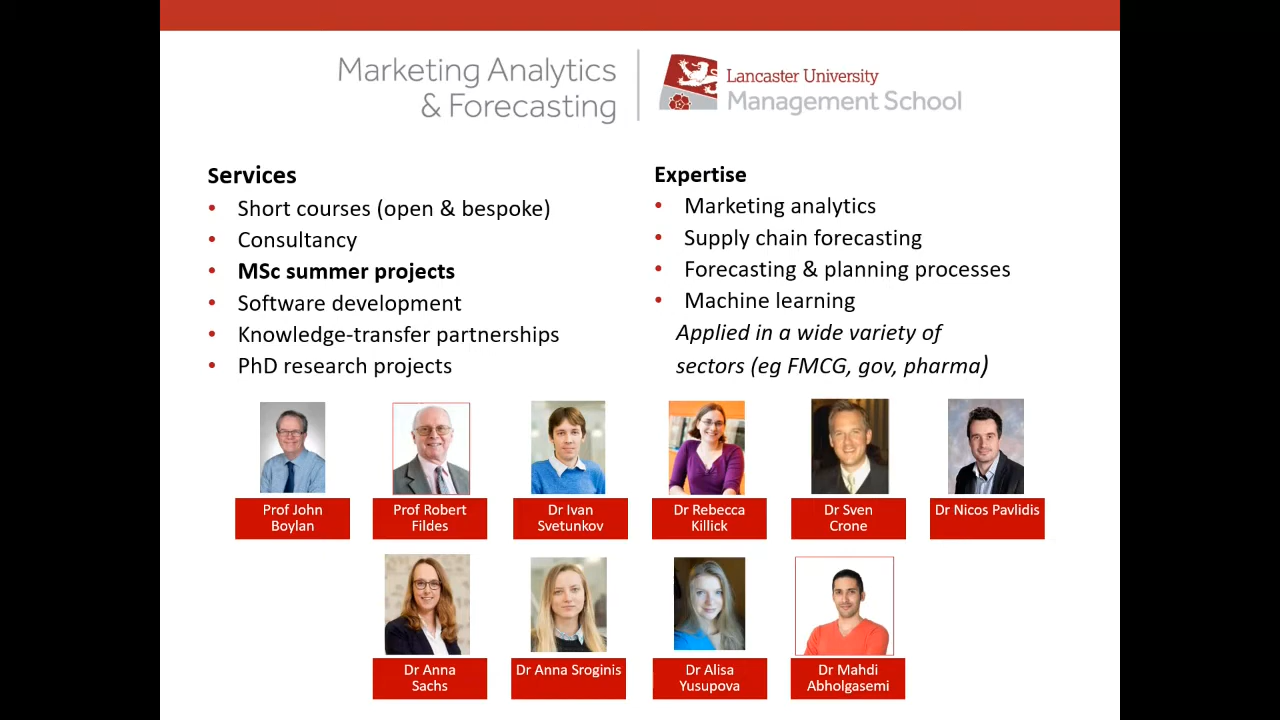 Marketing Analytics
& Forecasting
Lancaster University
Management School
Services
• Short courses (open & bespoke)
• Consultancy
• MSc summer projects
• Software development
• Knowledge-transfer partnerships
• PhD research projects
Expertise
• Marketing analytics
• Supply chain forecasting
• Forecasting & planning processes
• Machine learning
Applied in a wide variety of
sectors (eg FMCG, gov, pharma)
Prof John
Boylan
Prof Robert
Fildes
Dr Ivan
Svetunkov
Dr Rebecca
Killick
Dr Sven
Crone
Dr Nicos Pavlidis
Dr Anna
Sachs
Dr Anna Sroginis
Dr Alisa
Yusupova
Dr Mahdi
Abholgasemi